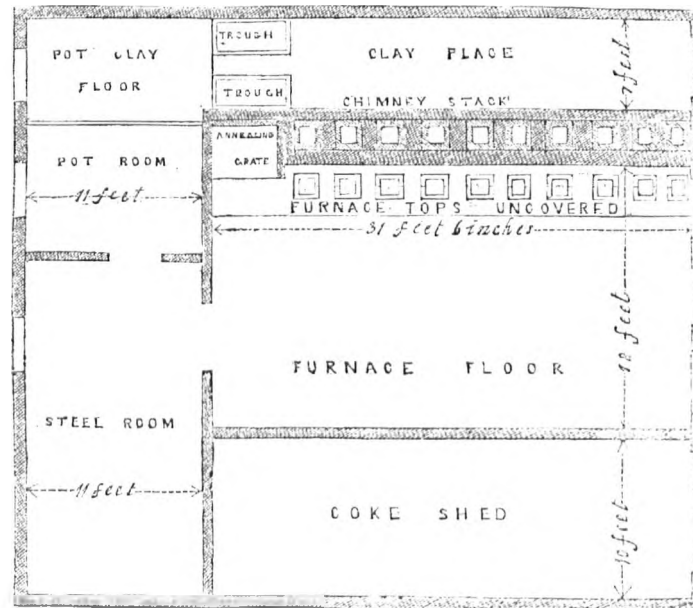 TROUGH
POT CLAY
FLOOR
CLAY PLACE
7 feet
TROUGH
CHIMNEY STACK
ANNEALING
GRATE
POT ROOM
11 feet
FURNACE TOPS UNCOVERED
31 feet 6 inches
18 feet
FURNACE FLOOR
STEEL ROOM
11 feet
COKE SHED
10 feet